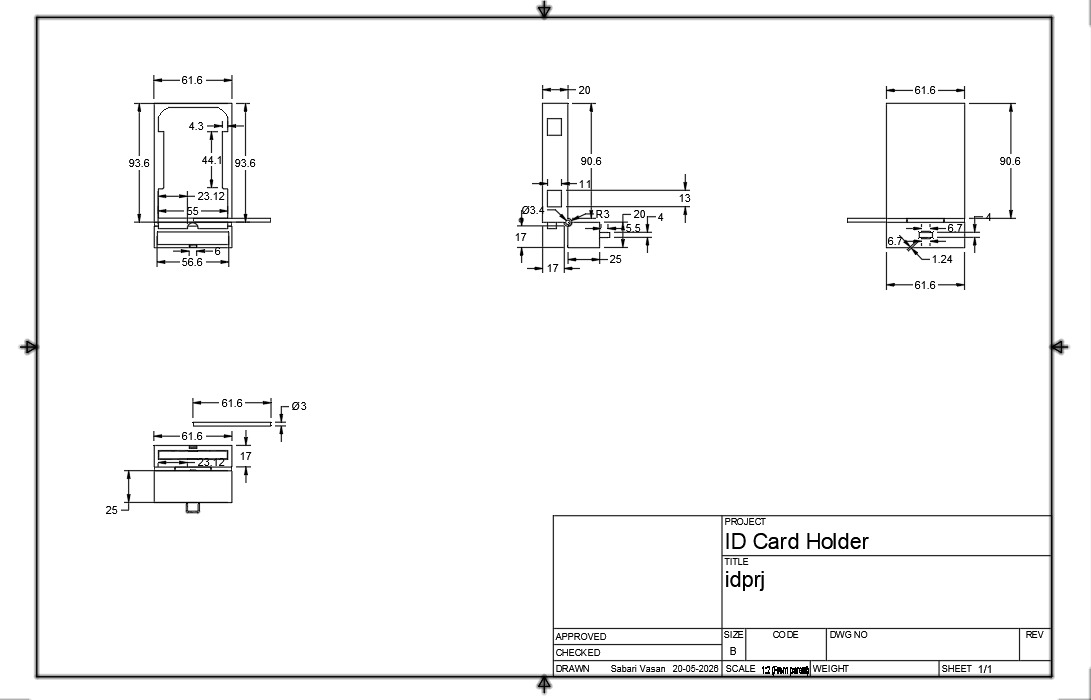 61.6
4.3
93.6
44.1
93.6
23.12
55
6
56.6
20
90.6
11
13
Ø3.4
R3
20
4
5.5
17
25
17
61.6
90.6
4
6.7
6.7
1.24
61.6
61.6
Ø3
61.6
17
23.12
25
PROJECT
ID Card Holder
TITLE
idprj
APPROVED
SIZE CODE DWG NO REV
CHECKED
B
DRAWN Sabari Vasan 20-05-2026 SCALE 1:2 (From parent) WEIGHT SHEET 1/1